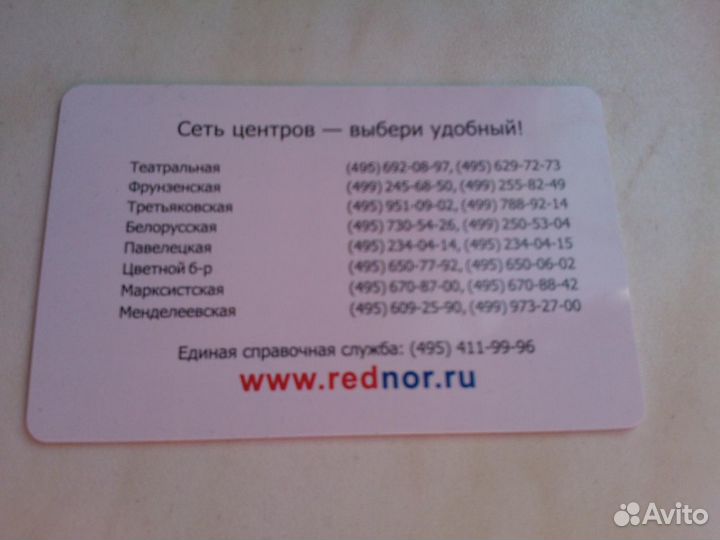 Сеть центров — выбери удобный!
Театральная (495) 692-08-97, (495) 629-72-73
Фрунзенская (499) 245-68-50, (499) 255-82-49
Третьяковская (495) 951-09-02, (499) 788-92-14
Белорусская (495) 730-54-26, (499) 250-53-04
Павелецкая (495) 234-04-14, (495) 234-04-15
Цветной б-р (495) 650-77-92, (495) 650-06-02
Марксистская (495) 670-87-00, (495) 670-88-42
Менделеевская (495) 609-25-90, (499) 973-27-00
Единая справочная служба: (495) 411-99-96
www.rednor.ru
Avito